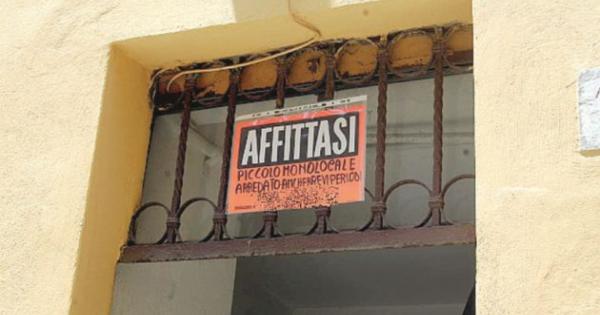 AFFITTASI
PICCOLO MONOLOCALE
ARREDATO ANCHE BREVI PERIODI